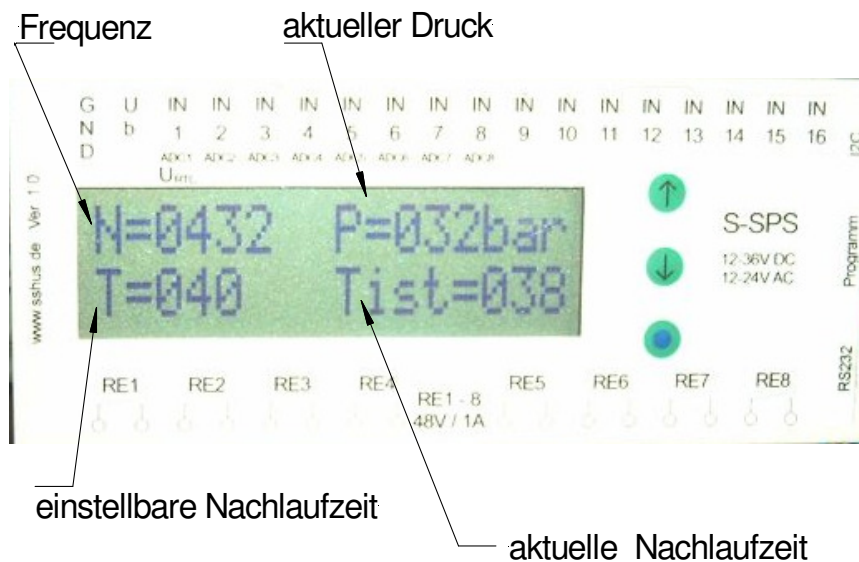 Frequenz
aktueller Druck
GND Ub IN 1 IN 2 IN 3 IN 4 IN 5 IN 6 IN 7 IN 8 IN 9 IN 10 IN 11 IN 12 IN 13 IN 14 IN 15 IN 16
ADC1 ADC2 ADC3 ADC4 ADC5 ADC6 ADC7 ADC8
I2C
N=0432 P=032bar
T=040 Tist=038
S-SPS
12-36V DC
12-24V AC
www.sshus.de Ver 1.0
Programm
RS232
RE1 RE2 RE3 RE4 RE5 RE6 RE7 RE8
RE1 - 8
48V / 1A
einstellbare Nachlaufzeit
aktuelle Nachlaufzeit